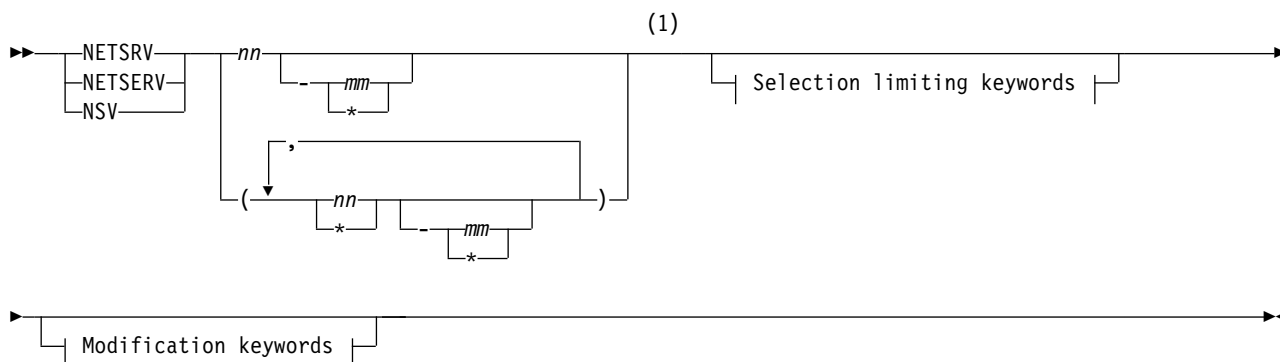 (1)
NETSRV nn
NETSERV - mm Selection limiting keywords
NSV *
,
( nn )
* - mm
*
Modification keywords